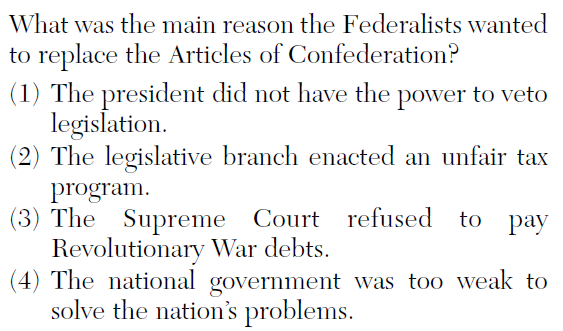 What was the main reason the Federalists wanted
to replace the Articles of Confederation?
(1) The president did not have the power to veto
legislation.
(2) The legislative branch enacted an unfair tax
program.
(3) The Supreme Court refused to pay
Revolutionary War debts.
(4) The national government was too weak to
solve the nation's problems.